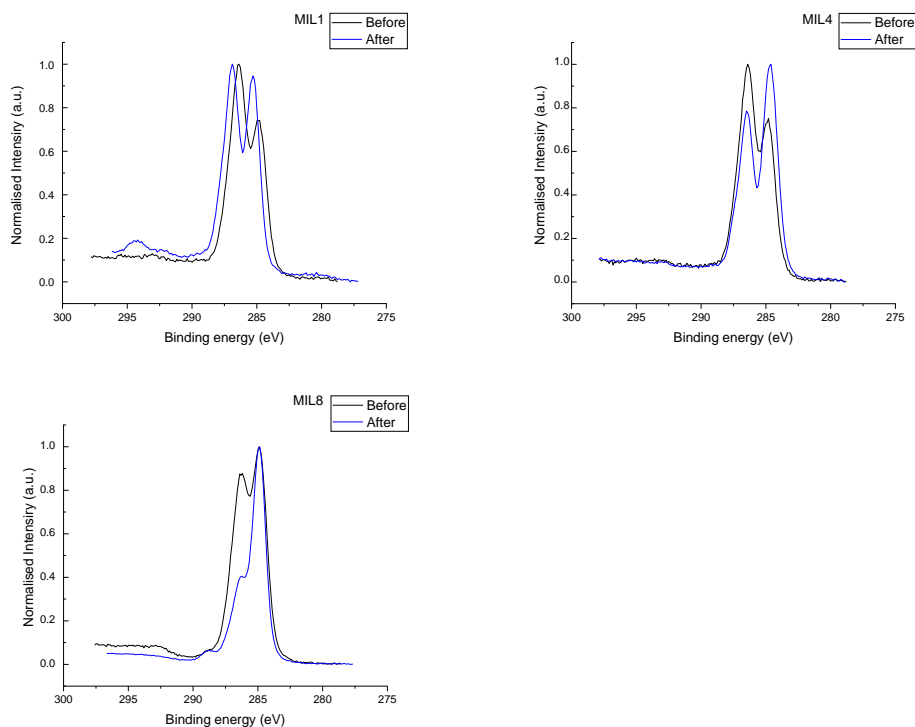 MIL1
Before
After
Normalised Intensiry (a.u.)
1.0
0.8
0.6
0.4
0.2
0.0
300 295 290 285 280 275
Binding energy (eV)
MIL4
Before
After
Normalised Intensiry (a.u.)
1.0
0.8
0.6
0.4
0.2
0.0
300 295 290 285 280 275
Binding energy (eV)
MIL8
Before
After
Normalised Intensiry (a.u.)
1.0
0.8
0.6
0.4
0.2
0.0
300 295 290 285 280 275
Binding energy (eV)